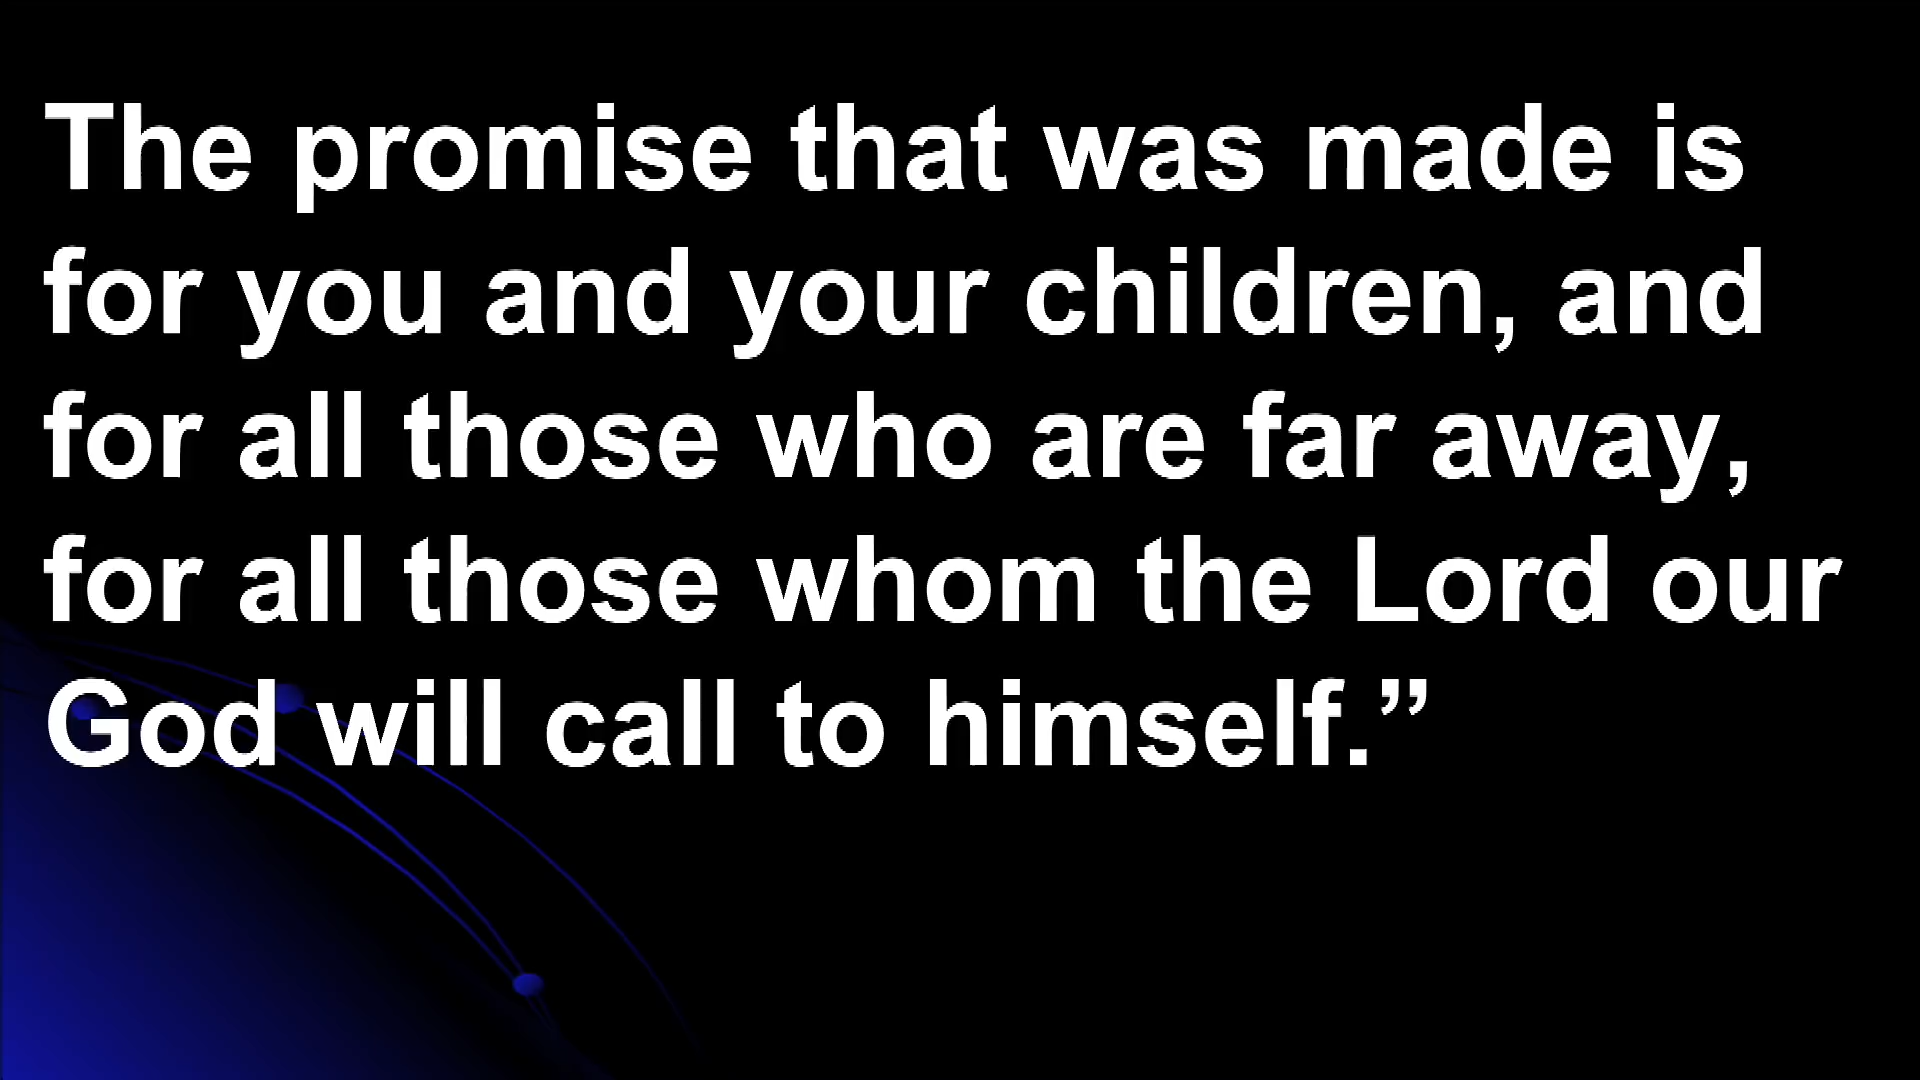 The promise that was made is
for you and your children, and
for all those who are far away,
for all those whom the Lord our
God will call to himself.”